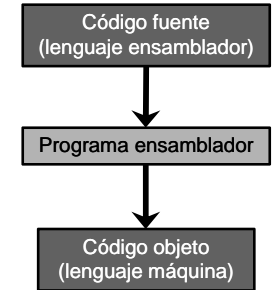 Código fuente
(lenguaje ensamblador)
Programa ensamblador
Código objeto
(lenguaje máquina)